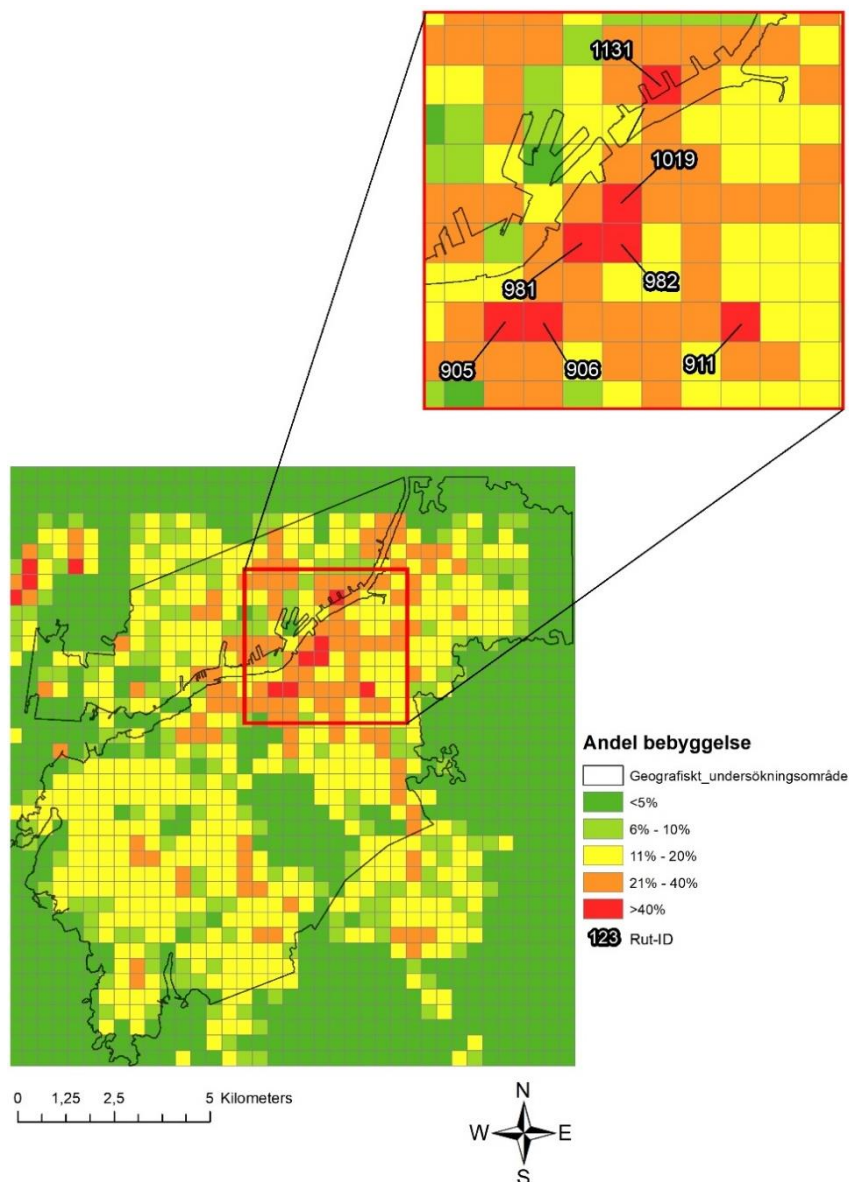 1131
1019
981
982
905
906
911
Andel bebyggelse
Geografiskt_undersökningsområde
<5%
6% - 10%
11% - 20%
21% - 40%
>40%
123 Rut-ID
0 1,25 2,5 5 Kilometers
N
W E
S